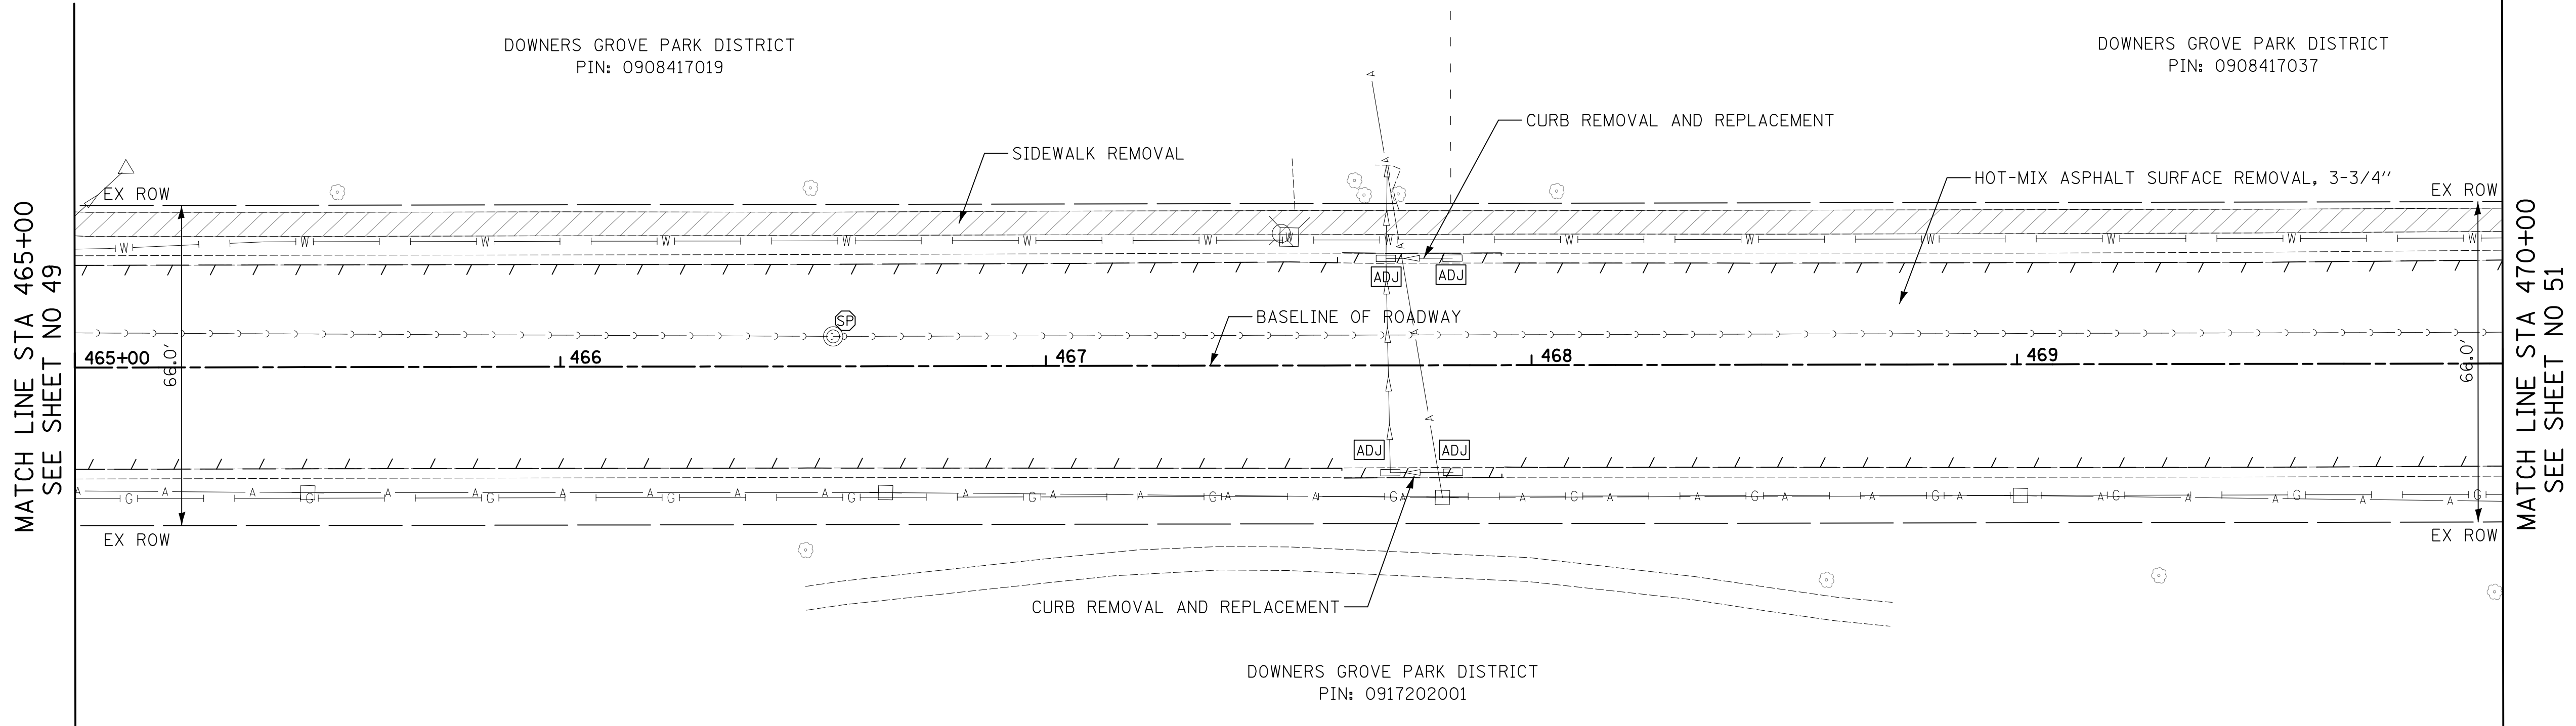 DOWNERS GROVE PARK DISTRICT
PIN: 0908417019
DOWNERS GROVE PARK DISTRICT
PIN: 0908417037
CURB REMOVAL AND REPLACEMENT
SIDEWALK REMOVAL
HOT-MIX ASPHALT SURFACE REMOVAL, 3-3/4"
EX ROW
EX ROW
MATCH LINE STA 465+00
SEE SHEET NO 49
MATCH LINE STA 470+00
SEE SHEET NO 51
W W W W W W W W W W W W W W
A
A
A
A
A
ADJ
ADJ
SP
BASELINE OF ROADWAY
465+00
466
467
468
469
66.0'
66.0'
ADJ
ADJ
A A A A A A A A A A A A A A A A A A A A A A A A A A A A
G G G G G G G G G G G G G G
EX ROW
EX ROW
CURB REMOVAL AND REPLACEMENT
DOWNERS GROVE PARK DISTRICT
PIN: 0917202001